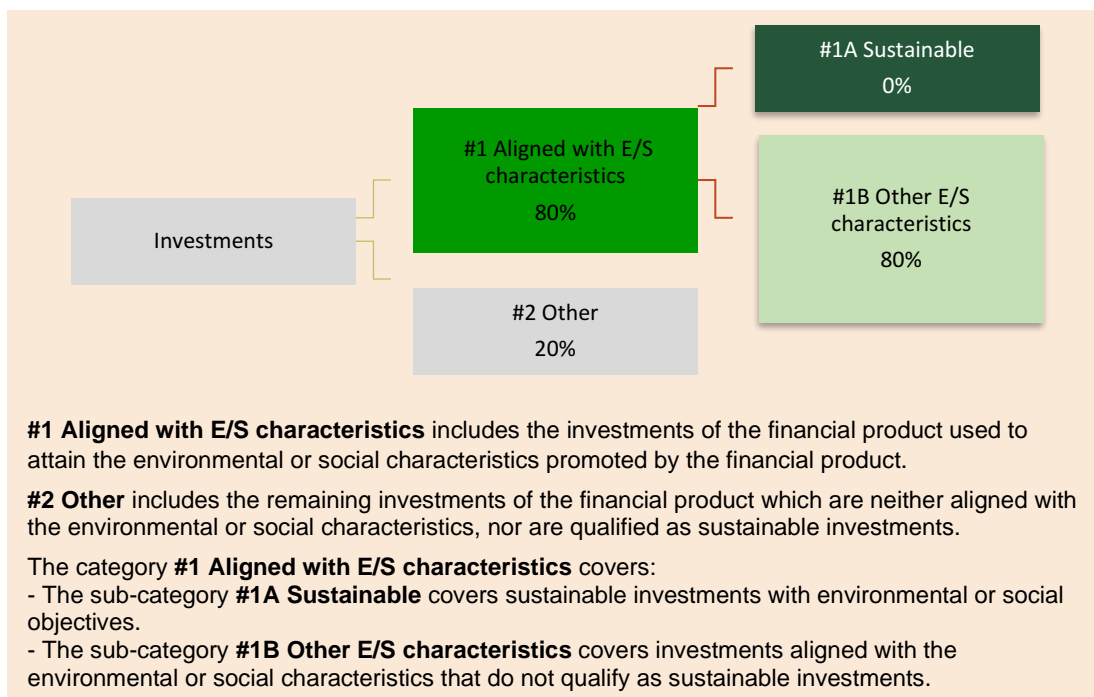 #1A Sustainable
0%
#1 Aligned with E/S
characteristics
80%
#1B Other E/S
characteristics
80%
Investments
#2 Other
20%
#1 Aligned with E/S characteristics includes the investments of the financial product used to
attain the environmental or social characteristics promoted by the financial product.
#2 Other includes the remaining investments of the financial product which are neither aligned with
the environmental or social characteristics, nor are qualified as sustainable investments.
The category #1 Aligned with E/S characteristics covers:
- The sub-category #1A Sustainable covers sustainable investments with environmental or social
objectives.
- The sub-category #1B Other E/S characteristics covers investments aligned with the
environmental or social characteristics that do not qualify as sustainable investments.